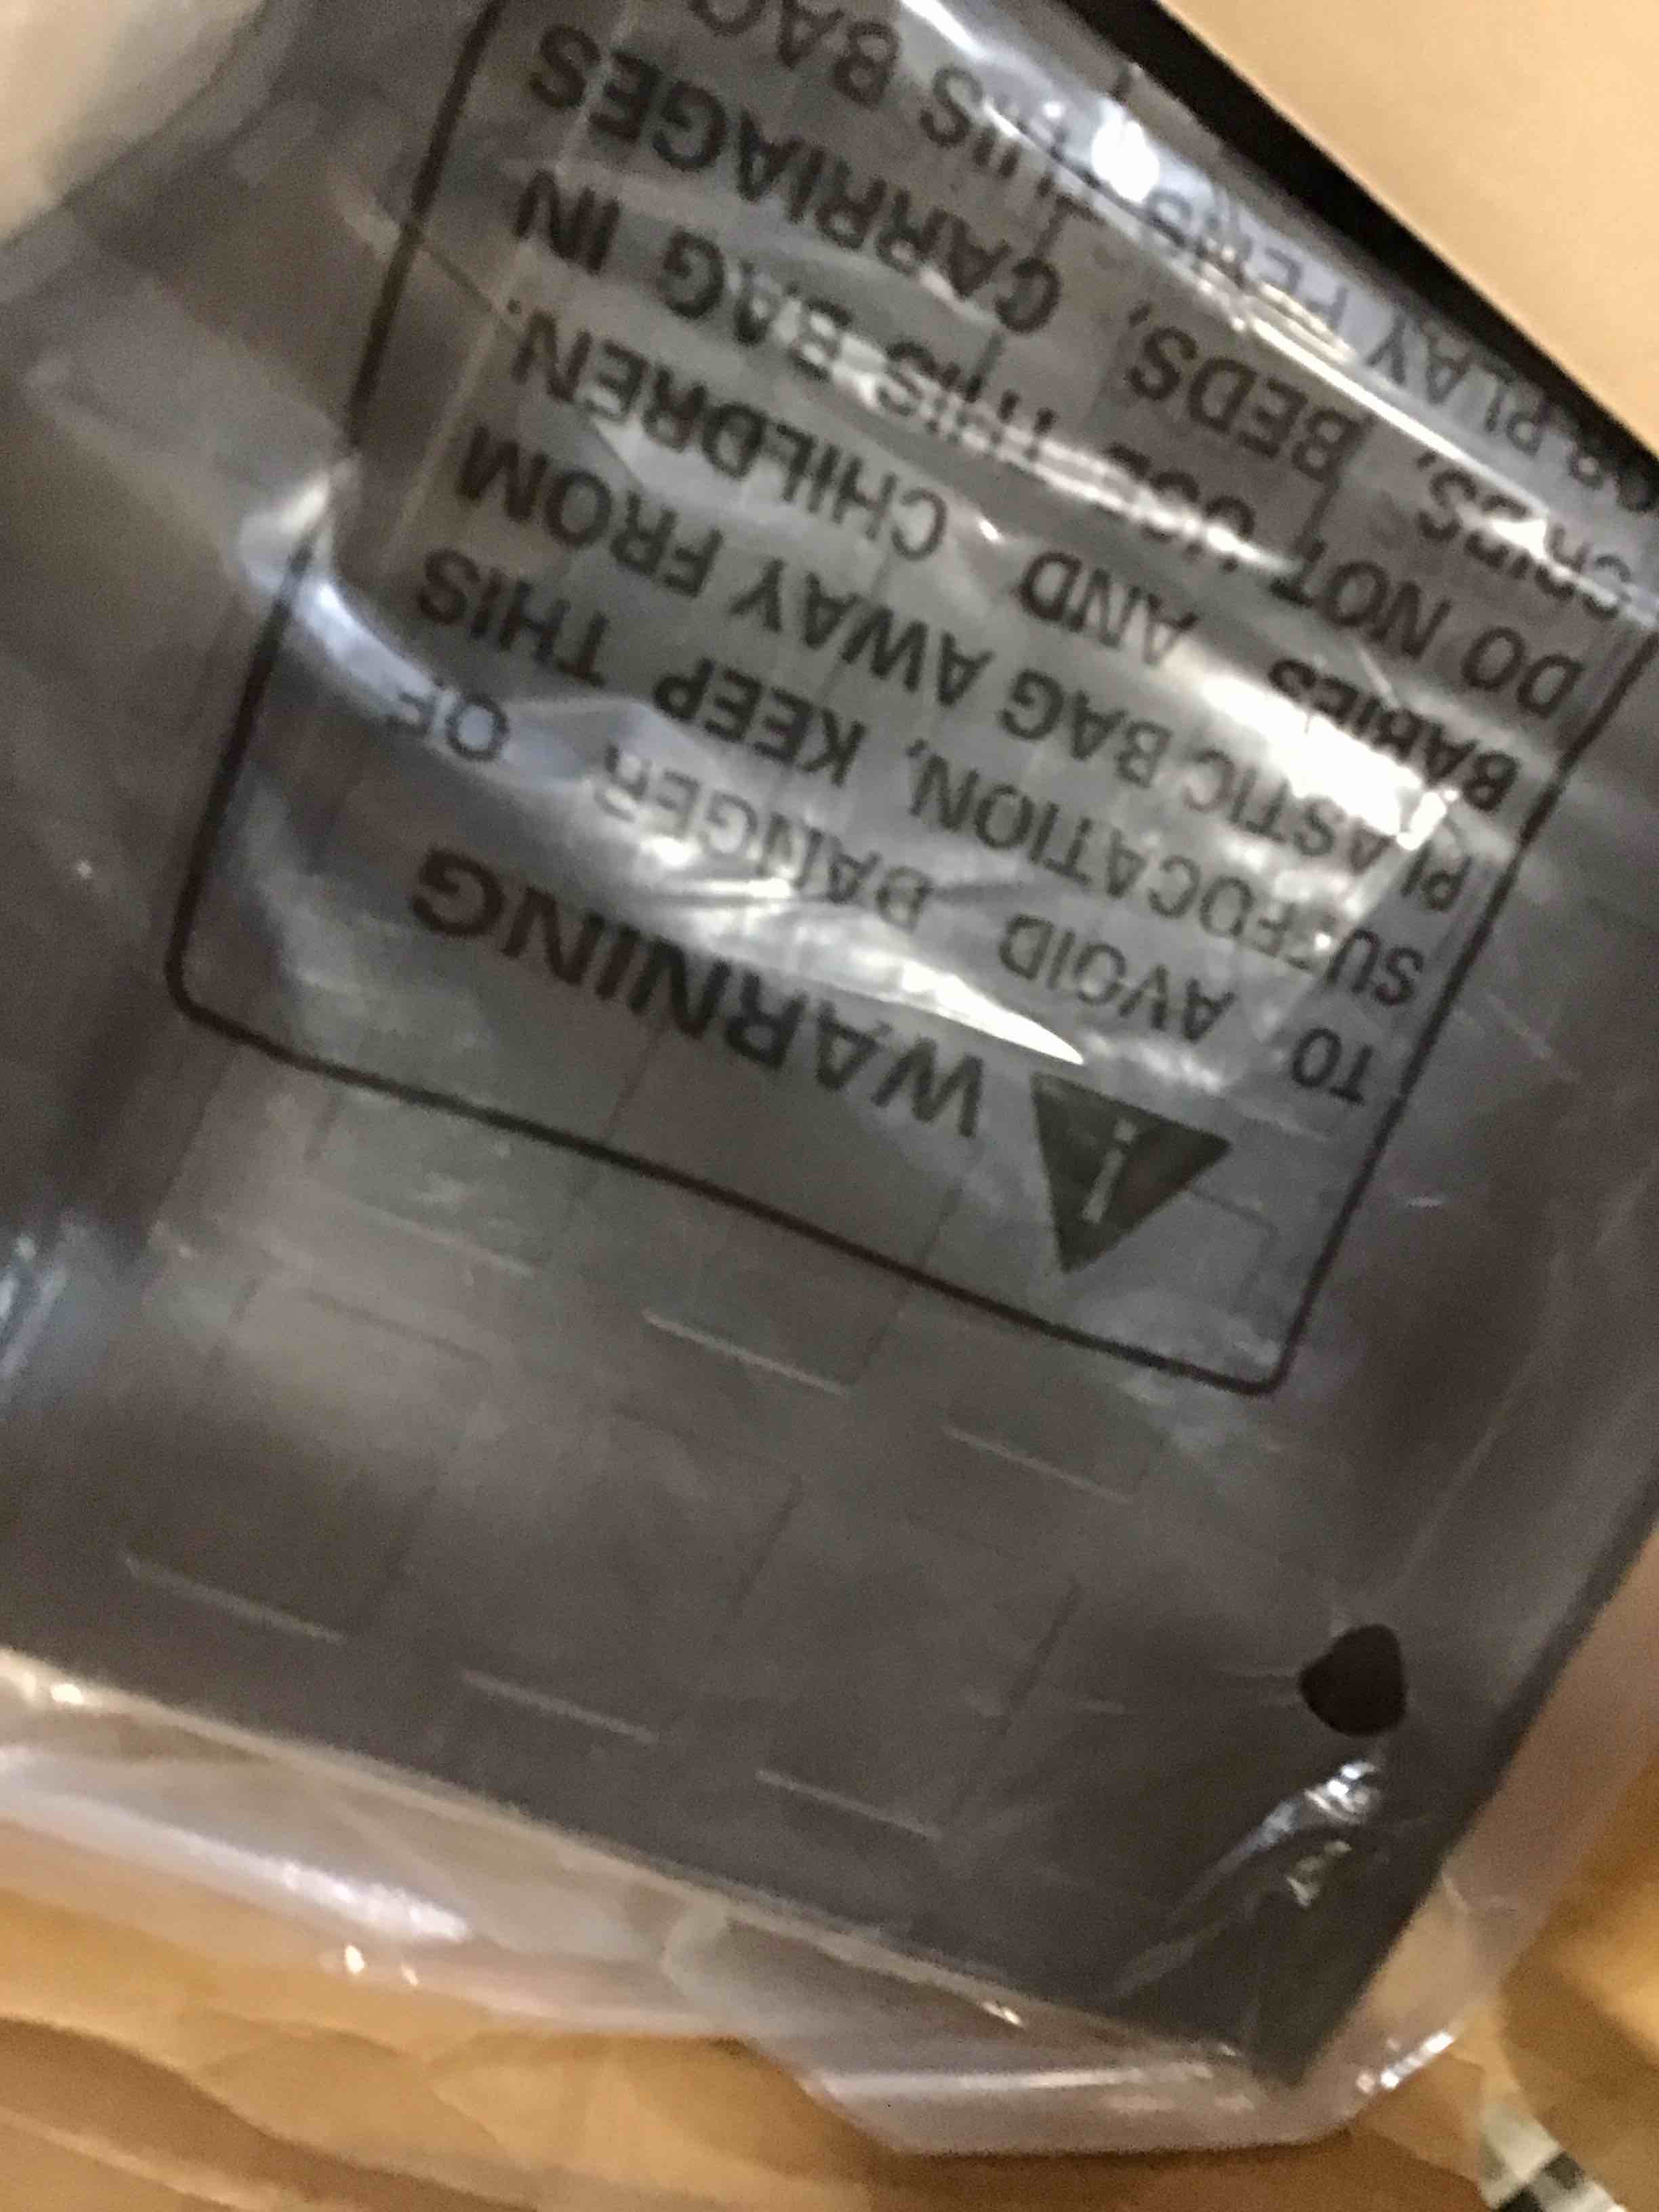 WARNING
TO AVOID DANGER OF
SUFFOCATION, KEEP THIS
PLASTIC BAG AWAY FROM
BABIES AND CHILDREN.
DO NOT USE THIS BAG IN
CRIBS, BEDS, CARRIAGES
OR PLAY PENS. THIS BAG